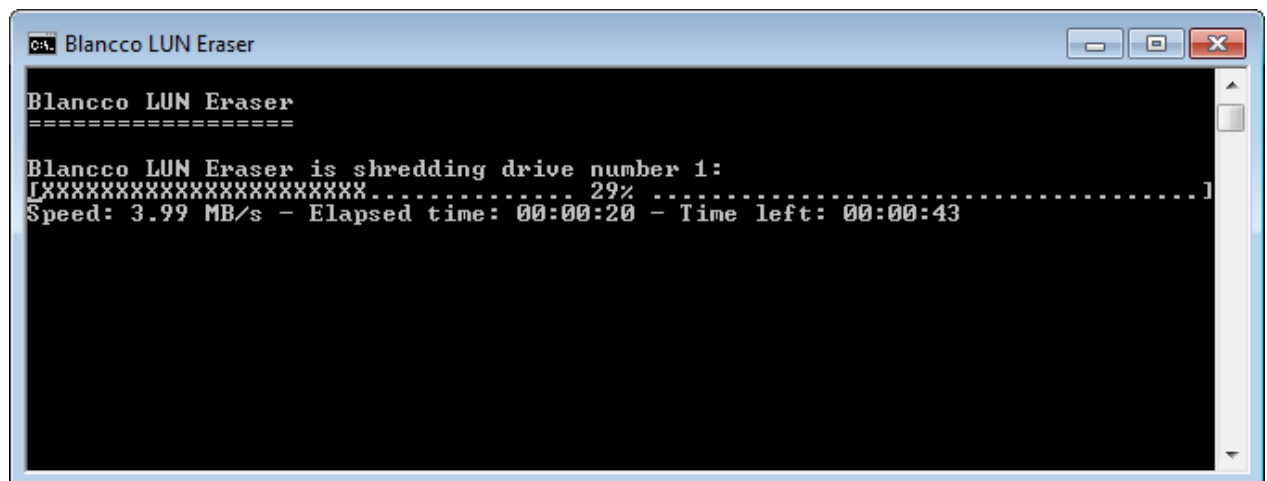 Blancco LUN Eraser
Blancco LUN Eraser
==================
Blancco LUN Eraser is shredding drive number 1:
[XXXXXXXXXXXXXXXXXXXXXX.............. 29% ......................................]
Speed: 3.99 MB/s - Elapsed time: 00:00:20 - Time left: 00:00:43